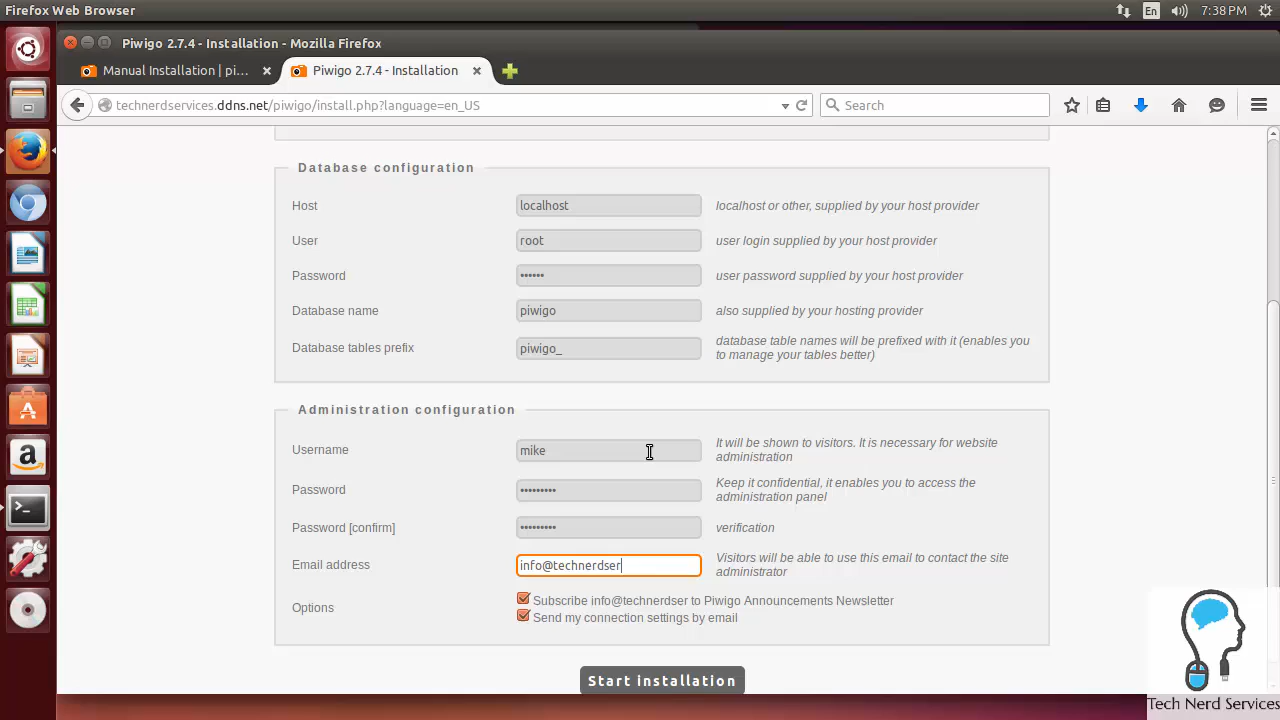 Firefox Web Browser
En
7:38 PM
Piwigo 2.7.4 - Installation - Mozilla Firefox
Manual Installation | pi...
Piwigo 2.7.4 - Installation
technerdservices.ddns.net/piwigo/install.php?language=en_US
Search
Database configuration
Host
localhost
localhost or other, supplied by your host provider
User
root
user login supplied by your host provider
Password
••••••
user password supplied by your host provider
Database name
piwigo
also supplied by your hosting provider
Database tables prefix
piwigo_
database table names will be prefixed with it (enables you
to manage your tables better)
Administration configuration
Username
mike
It will be shown to visitors. It is necessary for website
administration
Password
•••••••••
Keep it confidential, it enables you to access the
administration panel
Password [confirm]
•••••••••
verification
Email address
info@technerdser
Visitors will be able to use this email to contact the site
administrator
Options
Subscribe info@technerdser to Piwigo Announcements Newsletter
Send my connection settings by email
Start installation
Tech Nerd Services